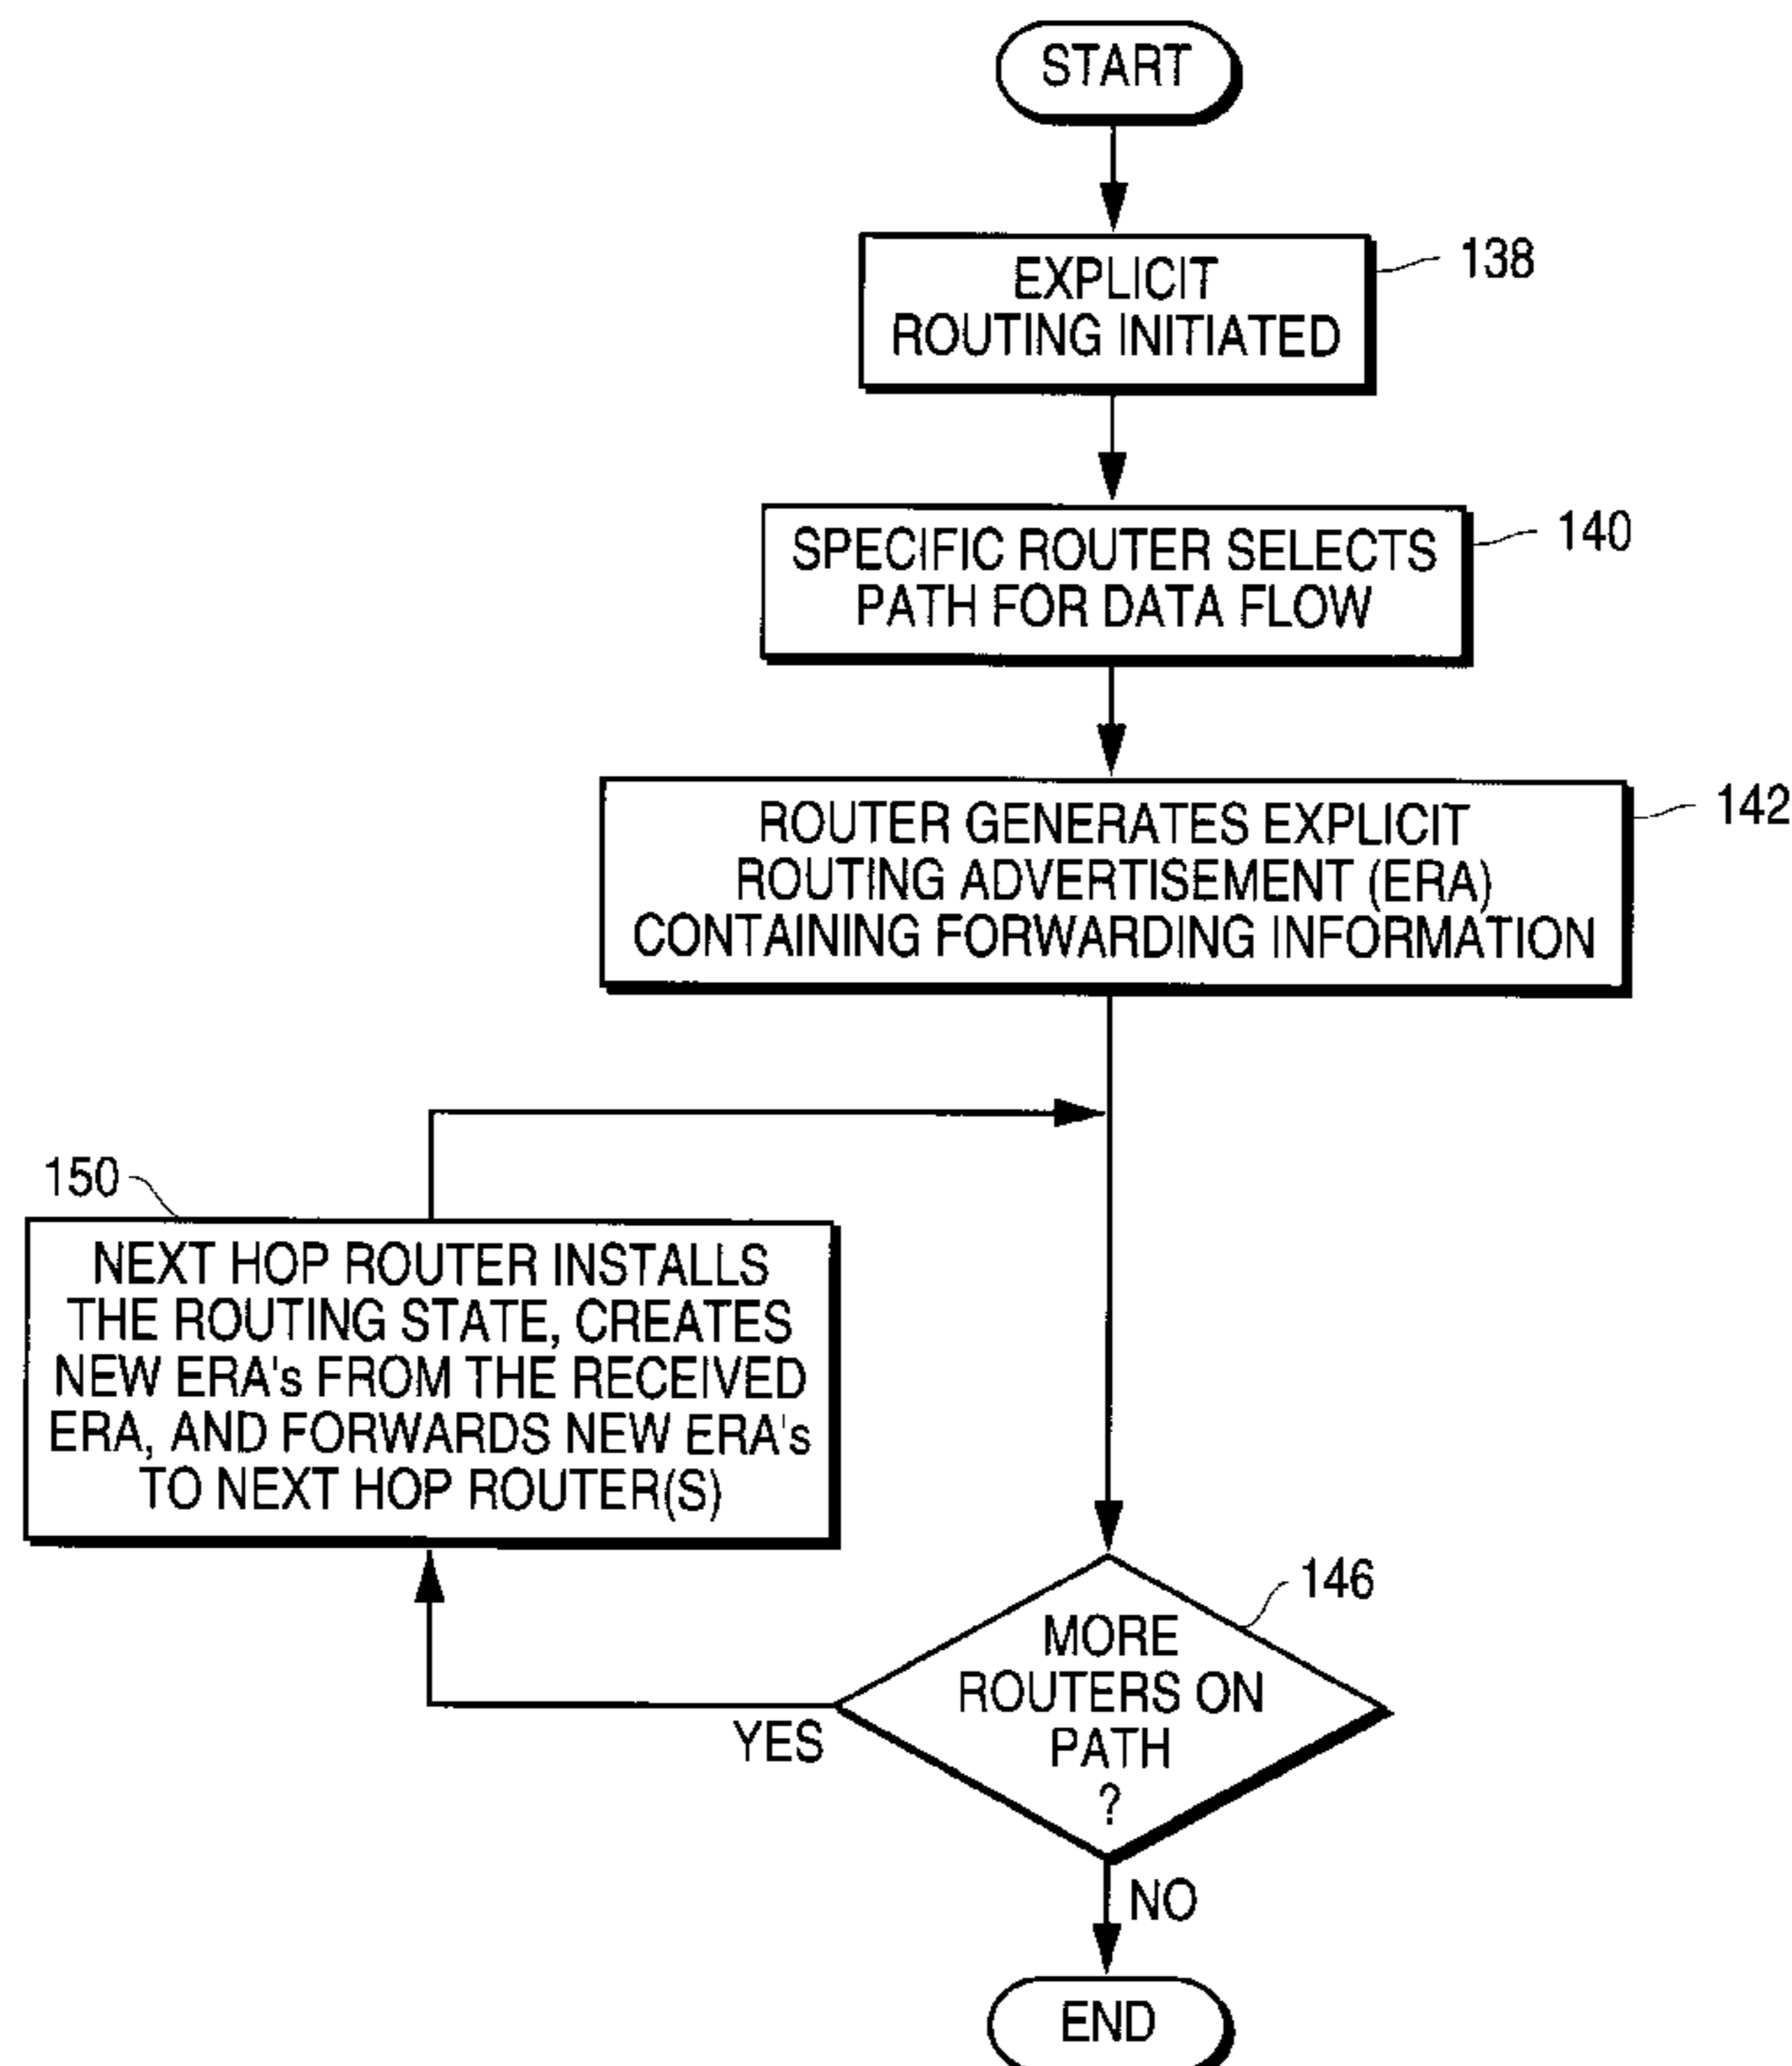 START
EXPLICIT
ROUTING INITIATED
138
SPECIFIC ROUTER SELECTS
PATH FOR DATA FLOW
140
ROUTER GENERATES EXPLICIT
ROUTING ADVERTISEMENT (ERA)
CONTAINING FORWARDING INFORMATION
142
150
NEXT HOP ROUTER INSTALLS
THE ROUTING STATE, CREATES
NEW ERA's FROM THE RECEIVED
ERA, AND FORWARDS NEW ERA's
TO NEXT HOP ROUTER(S)
146
MORE
ROUTERS ON
PATH
?
YES
NO
END